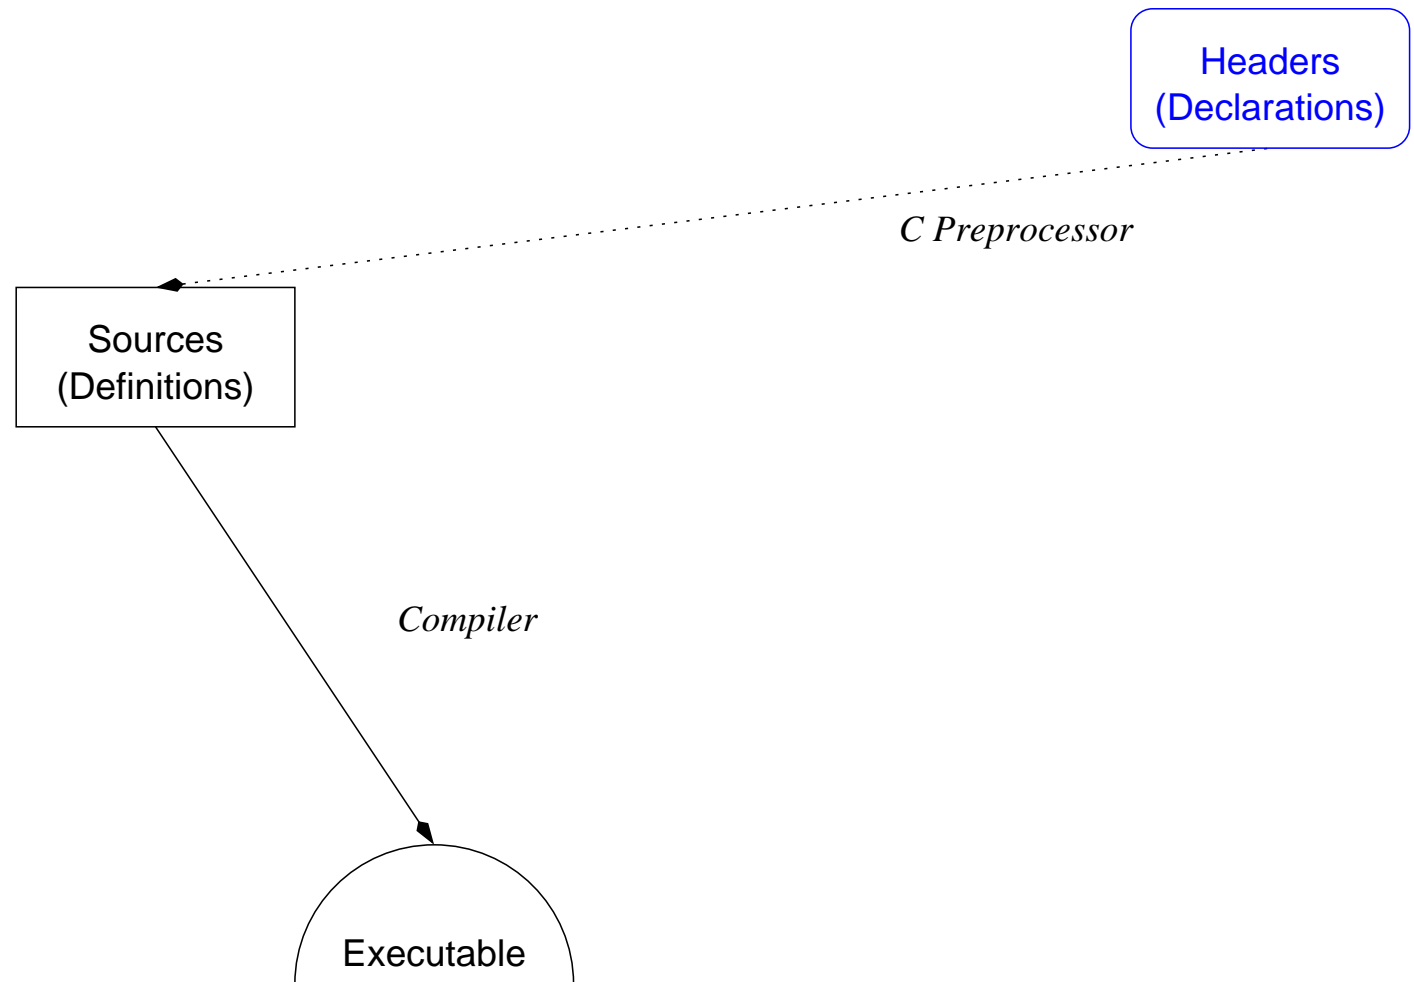 Headers
(Declarations)
C Preprocessor
Sources
(Definitions)
Compiler
Executable